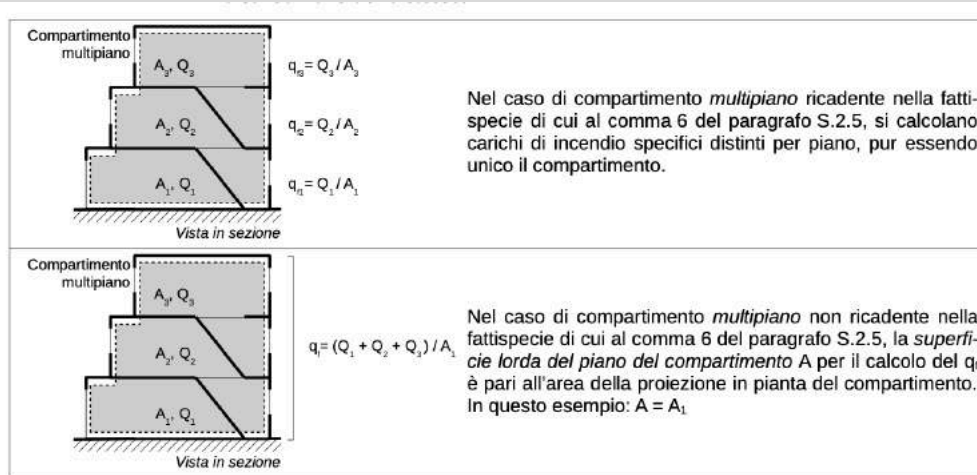 Compartimento
multipiano
A₃, Q₃
q_f3= Q₃ / A₃
A₂, Q₂
q_f2= Q₂ / A₂
A₁, Q₁
q_f1= Q₁ / A₁
Vista in sezione
Nel caso di compartimento multipiano ricadente nella fatti-
specie di cui al comma 6 del paragrafo S.2.5, si calcolano
carichi di incendio specifici distinti per piano, pur essendo
unico il compartimento.
Compartimento
multipiano
A₃, Q₃
A₂, Q₂
q_f= (Q₁ + Q₂ + Q₃) / A₁
A₁, Q₁
Vista in sezione
Nel caso di compartimento multipiano non ricadente nella
fattispecie di cui al comma 6 del paragrafo S.2.5, la superfi-
cie lorda del piano del compartimento A per il calcolo del q_f
è pari all'area della proiezione in pianta del compartimento.
In questo esempio: A = A₁